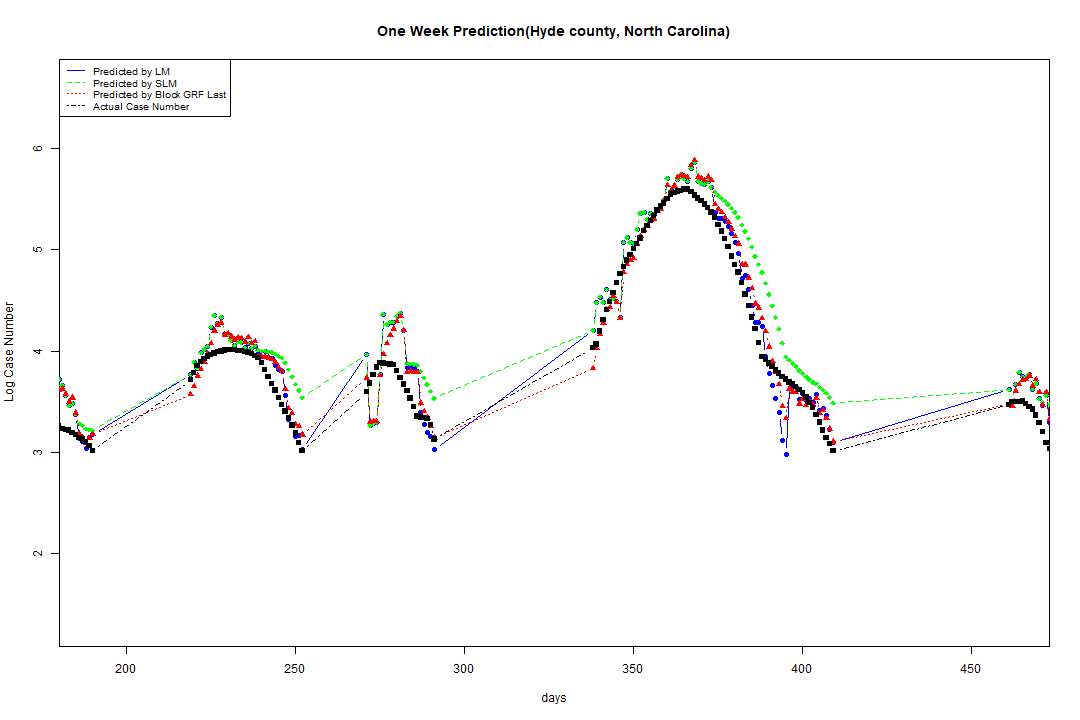 One Week Prediction(Hyde county, North Carolina)
Predicted by LM
Predicted by SLM
Predicted by Block GRF Last
Actual Case Number
Log Case Number
6
5
4
3
2
200 250 300 350 400 450
days